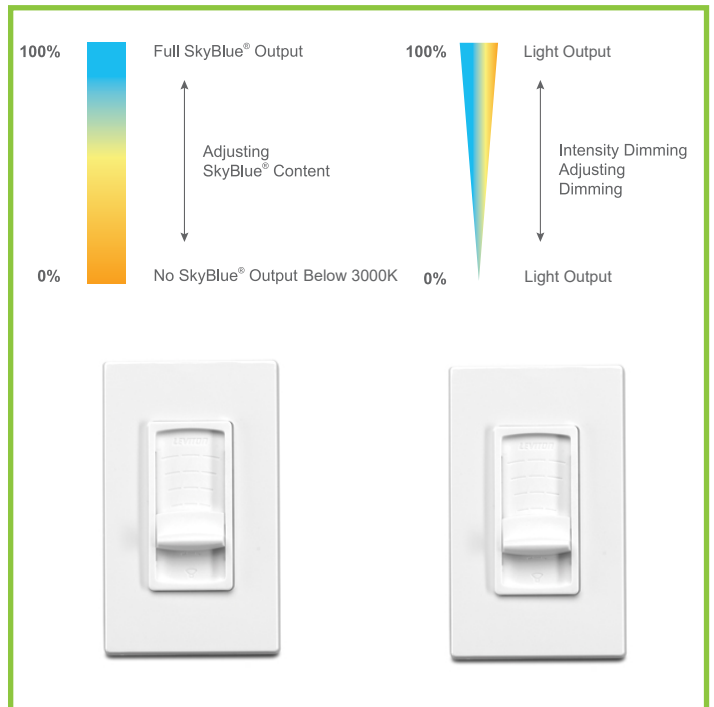 100%
Full SkyBlue® Output
Adjusting
SkyBlue® Content
0%
No SkyBlue® Output Below 3000K
100%
Light Output
Intensity Dimming
Adjusting
Dimming
0%
Light Output